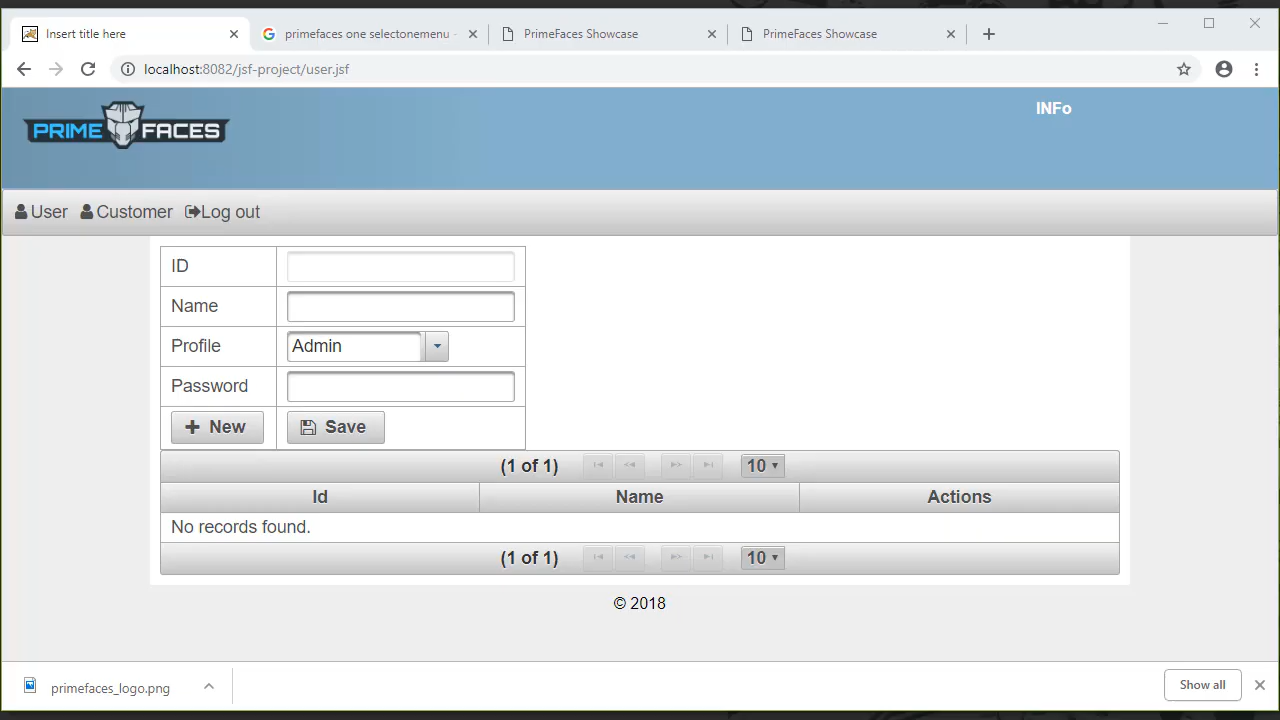 Insert title here
primefaces one selectonemenu -
PrimeFaces Showcase
PrimeFaces Showcase
localhost:8082/jsf-project/user.jsf
PRIME FACES
INFo
User Customer Log out
ID
Name
Profile Admin
Password
New Save
(1 of 1) 10
Id Name Actions
No records found.
(1 of 1) 10
© 2018
primefaces_logo.png
Show all